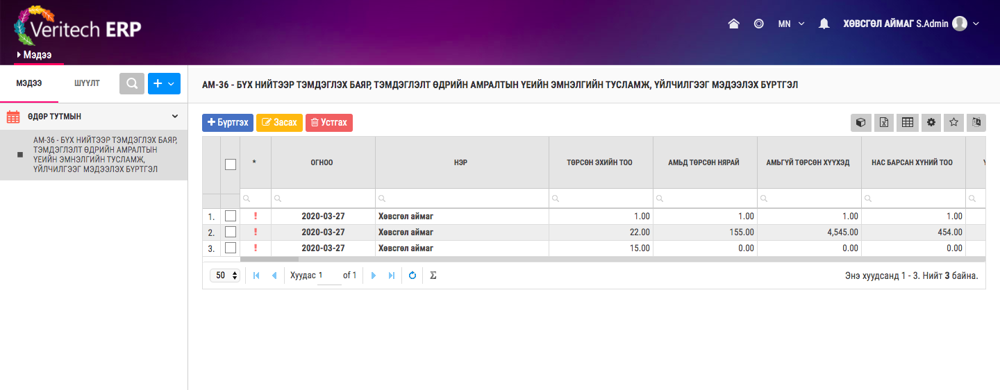 Veritech ERP
Мэдээ
MN
ХӨВСГӨЛ АЙМАГ S.Admin
МЭДЭЭ
ШҮҮЛТ
ӨДӨР ТУТМЫН
АМ-36 - БҮХ НИЙТЭЭР ТЭМДЭГЛЭХ БАЯР,
ТЭМДЭГЛЭЛТ ӨДРИЙН АМРАЛТЫН
ҮЕИЙН ЭМНЭЛГИЙН ТУСЛАМЖ,
ҮЙЛЧИЛГЭЭГ МЭДЭЭЛЭХ БҮРТГЭЛ
АМ-36 - БҮХ НИЙТЭЭР ТЭМДЭГЛЭХ БАЯР, ТЭМДЭГЛЭЛТ ӨДРИЙН АМРАЛТЫН ҮЕИЙН ЭМНЭЛГИЙН ТУСЛАМЖ, ҮЙЛЧИЛГЭЭГ МЭДЭЭЛЭХ БҮРТГЭЛ
Бүртгэх Засах Устгах
* ОГНОО НЭР ТӨРСӨН ЭХИЙН ТОО АМЬД ТӨРСӨН НЯРАЙ АМЬГҮЙ ТӨРСӨН ХҮҮХЭД НАС БАРСАН ХҮНИЙ ТОО
1. ! 2020-03-27 Хөвсгөл аймаг 1.00 1.00 1.00 1.00
2. ! 2020-03-27 Хөвсгөл аймаг 22.00 155.00 4,545.00 454.00
3. ! 2020-03-27 Хөвсгөл аймаг 15.00 0.00 0.00 0.00
50 Хуудас 1 of 1 Σ Энэ хуудсанд 1 - 3. Нийт 3 байна.